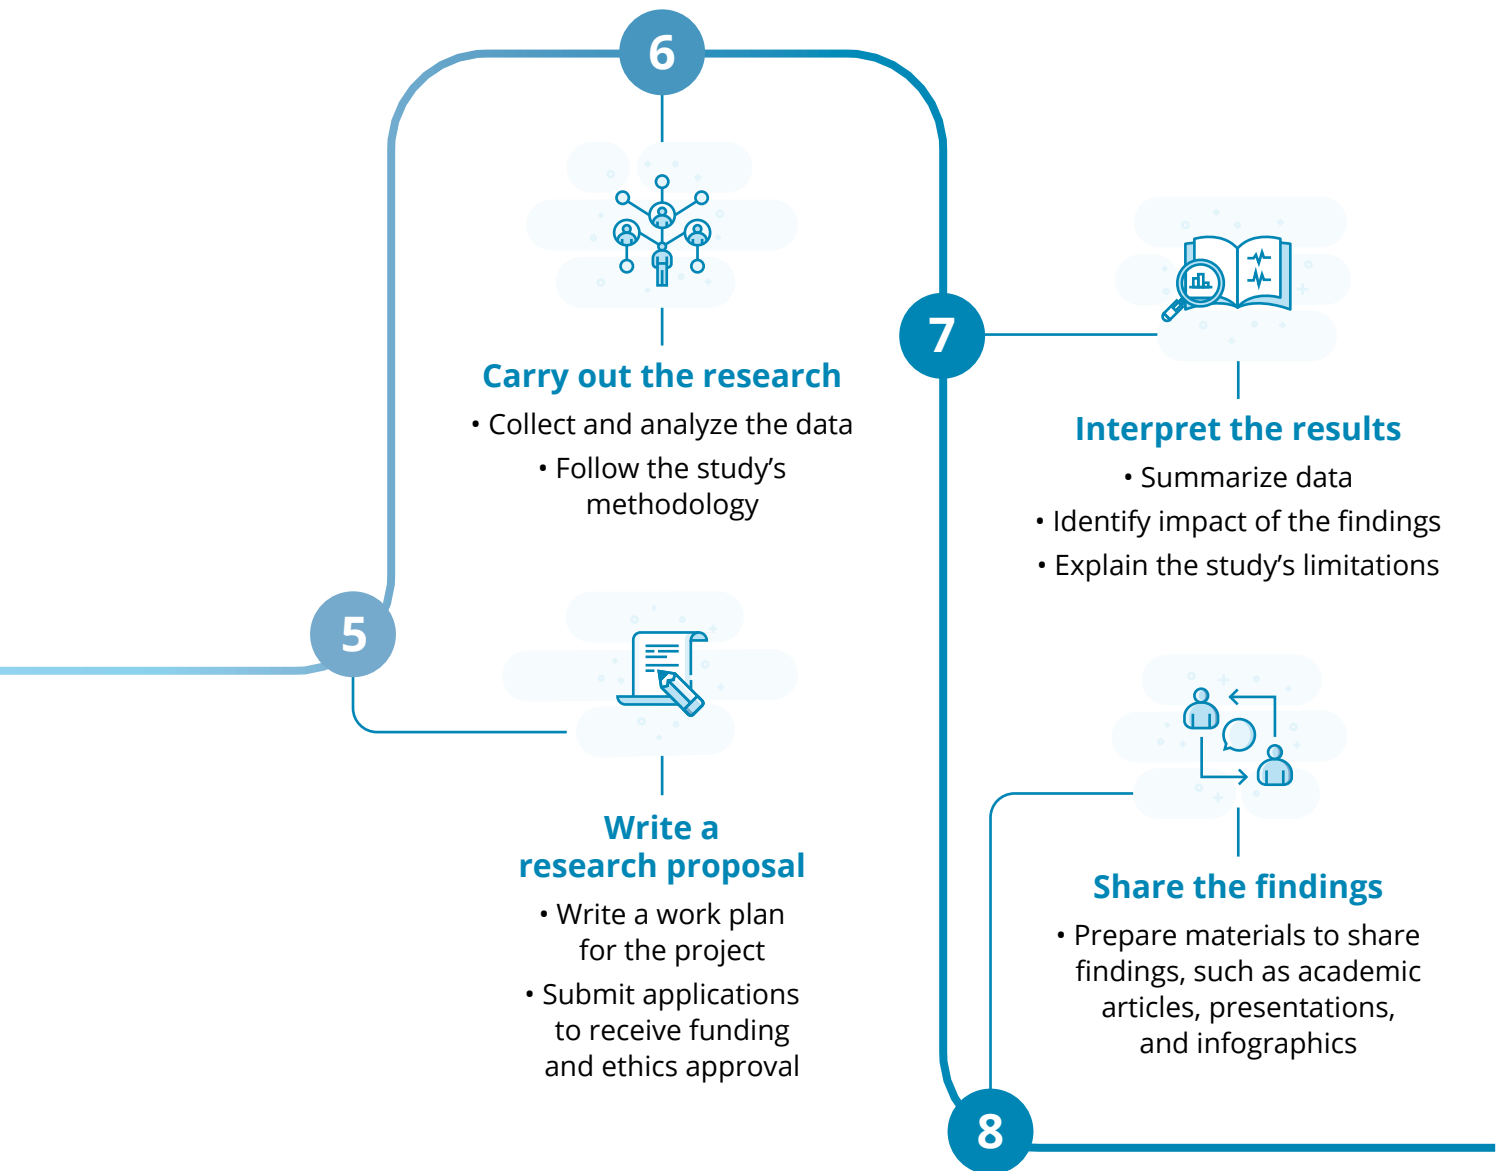 6
Carry out the research
• Collect and analyze the data
• Follow the study’s
methodology
5
Write a
research proposal
• Write a work plan
for the project
• Submit applications
to receive funding
and ethics approval
7
Interpret the results
• Summarize data
• Identify impact of the findings
• Explain the study’s limitations
8
Share the findings
• Prepare materials to share
findings, such as academic
articles, presentations,
and infographics